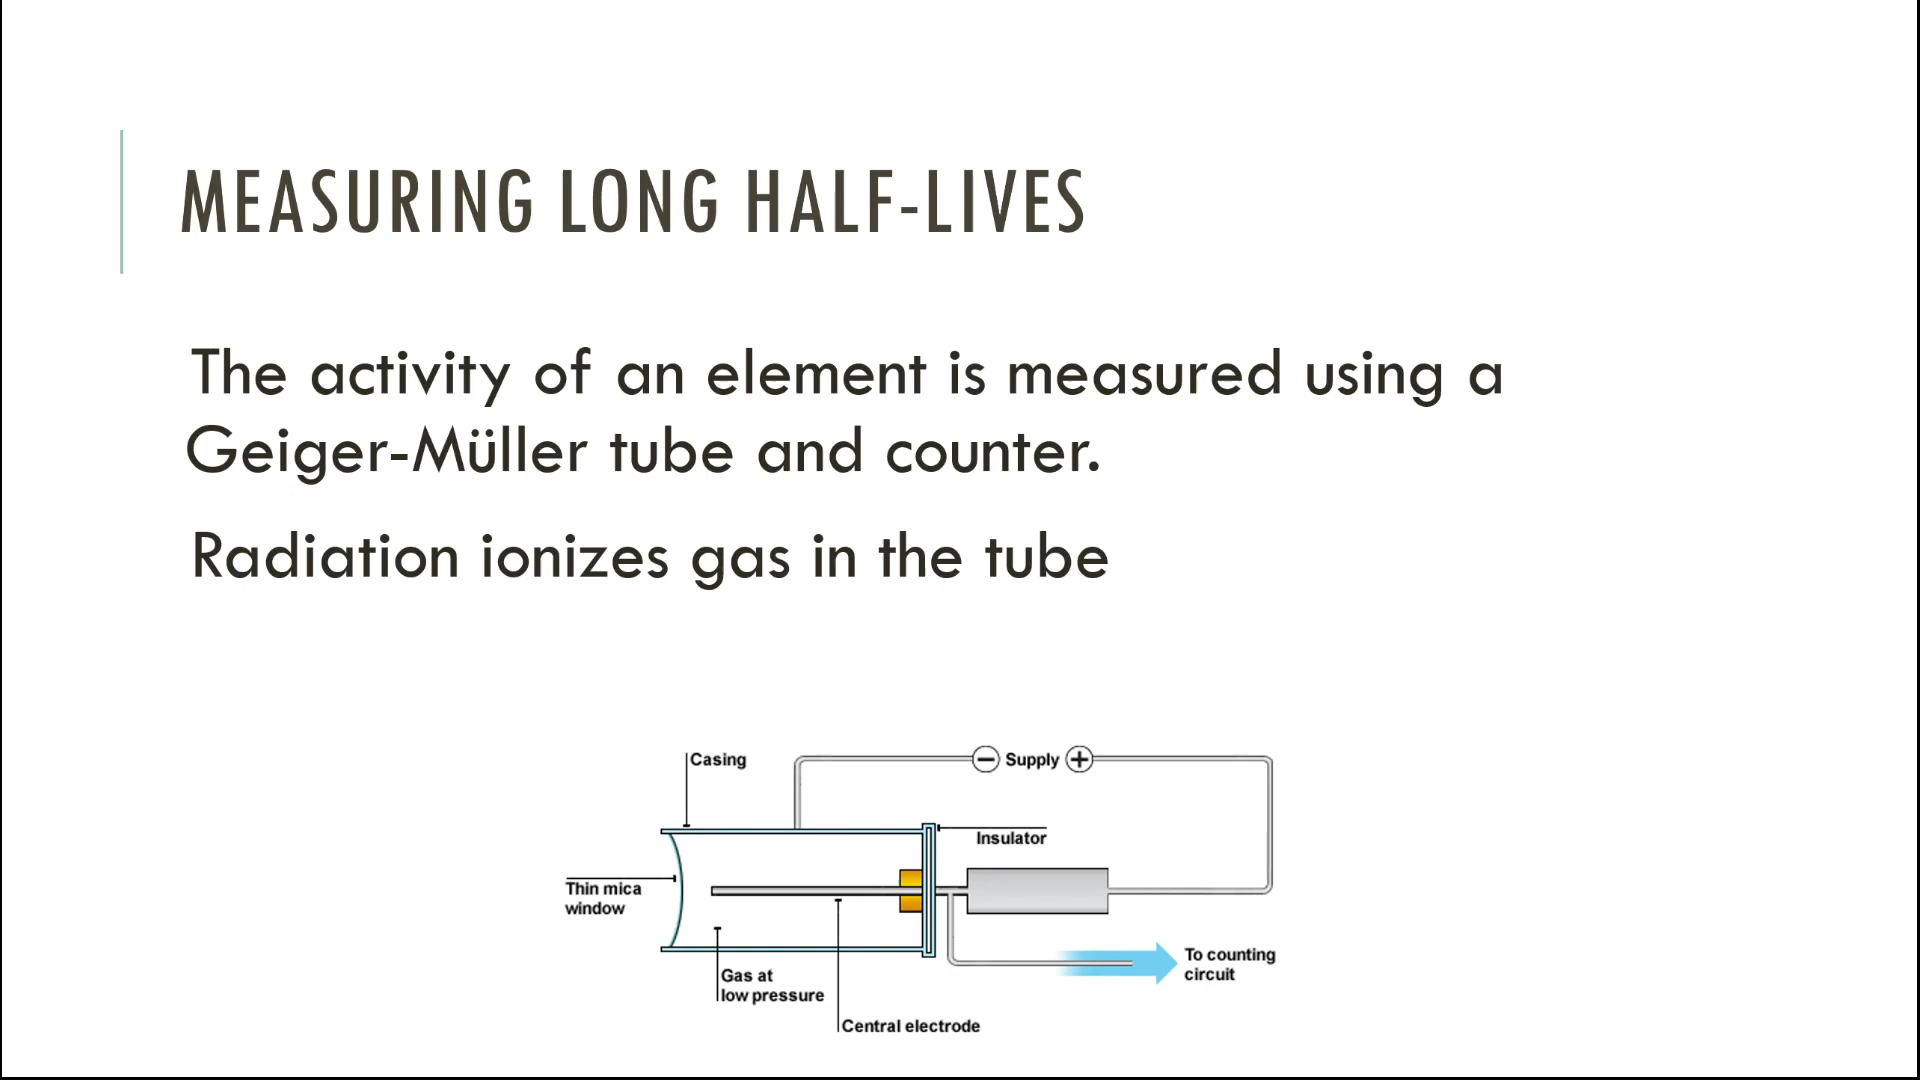 MEASURING LONG HALF-LIVES
The activity of an element is measured using a
Geiger-Müller tube and counter.
Radiation ionizes gas in the tube
Casing
− Supply +
Insulator
Thin mica
window
Gas at
low pressure
Central electrode
To counting
circuit